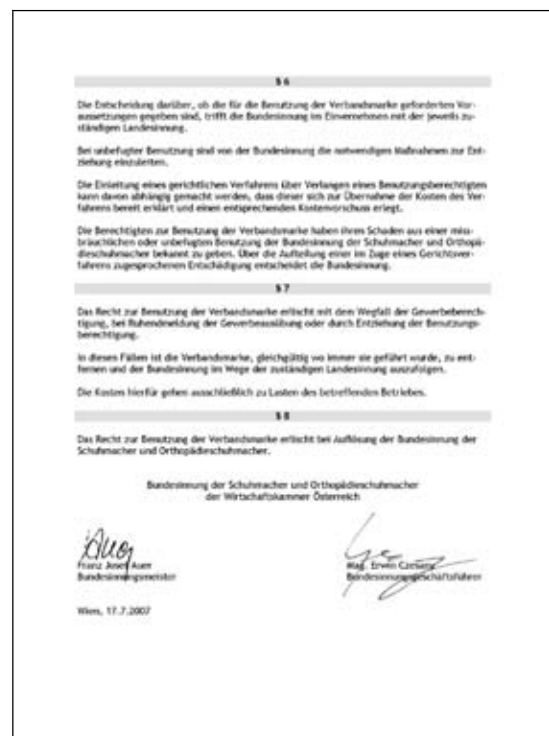 § 6
Die Entscheidung darüber, ob die für die Benutzung der Verbandsmarke geforderten Vor-
aussetzungen gegeben sind, trifft die Bundesinnung im Einvernehmen mit der jeweils zu-
ständigen Landesinnung.
Bei unbefugter Benutzung sind von der Bundesinnung die notwendigen Maßnahmen zur Ent-
ziehung einzuleiten.
Die Einleitung eines gerichtlichen Verfahrens über Verlangen eines Benutzungsberechtigten
kann davon abhängig gemacht werden, dass dieser sich zur Übernahme der Kosten des Ver-
fahrens bereit erklärt und einen entsprechenden Kostenvorschuss erlegt.
Die Berechtigten zur Benutzung der Verbandsmarke haben ihren Schaden aus einer miss-
bräuchlichen oder unbefugten Benutzung der Bundesinnung der Schuhmacher und Orthopä-
dieschuhmacher bekannt zu geben. Über die Aufteilung einer im Zuge eines Gerichtsver-
fahrens zugesprochenen Entschädigung entscheidet die Bundesinnung.
§ 7
Das Recht zur Benutzung der Verbandsmarke erlischt mit dem Wegfall der Gewerbeberech-
tigung, bei Ruhendmeldung der Gewerbeausübung oder durch Entziehung der Benutzungs-
berechtigung.
In diesen Fällen ist die Verbandsmarke, gleichgültig wo immer sie geführt wurde, zu ent-
fernen und der Bundesinnung im Wege der zuständigen Landesinnung auszufolgen.
Die Kosten hierfür gehen ausschließlich zu Lasten des betreffenden Betriebes.
§ 8
Das Recht zur Benutzung der Verbandsmarke erlischt bei Auflösung der Bundesinnung der
Schuhmacher und Orthopädieschuhmacher.
Bundesinnung der Schuhmacher und Orthopädieschuhmacher
der Wirtschaftskammer Österreich
Franz Josef Auer
Mag. Erwin Czesany
Bundesinnungsmeister
Bundesinnungsgeschäftsführer
Wien, 17.7.2007